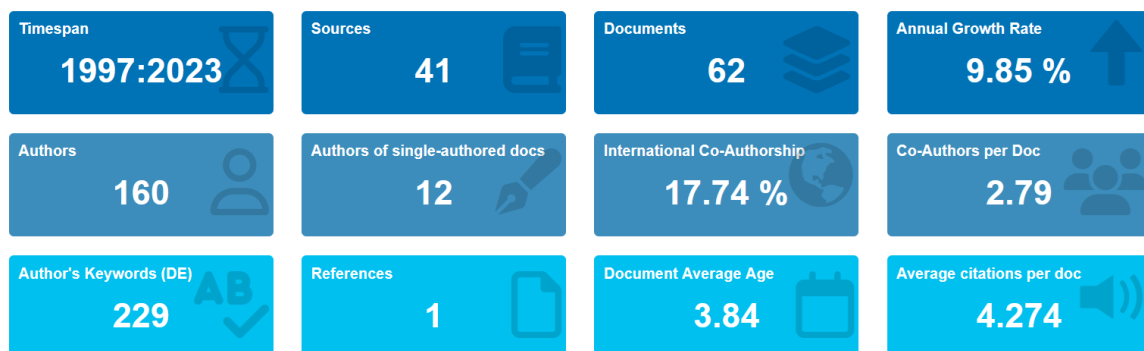 Timespan
1997:2023
Sources
41
Documents
62
Annual Growth Rate
9.85 %
Authors
160
Authors of single-authored docs
12
International Co-Authorship
17.74 %
Co-Authors per Doc
2.79
Author's Keywords (DE)
229
AB
References
1
Document Average Age
3.84
Average citations per doc
4.274